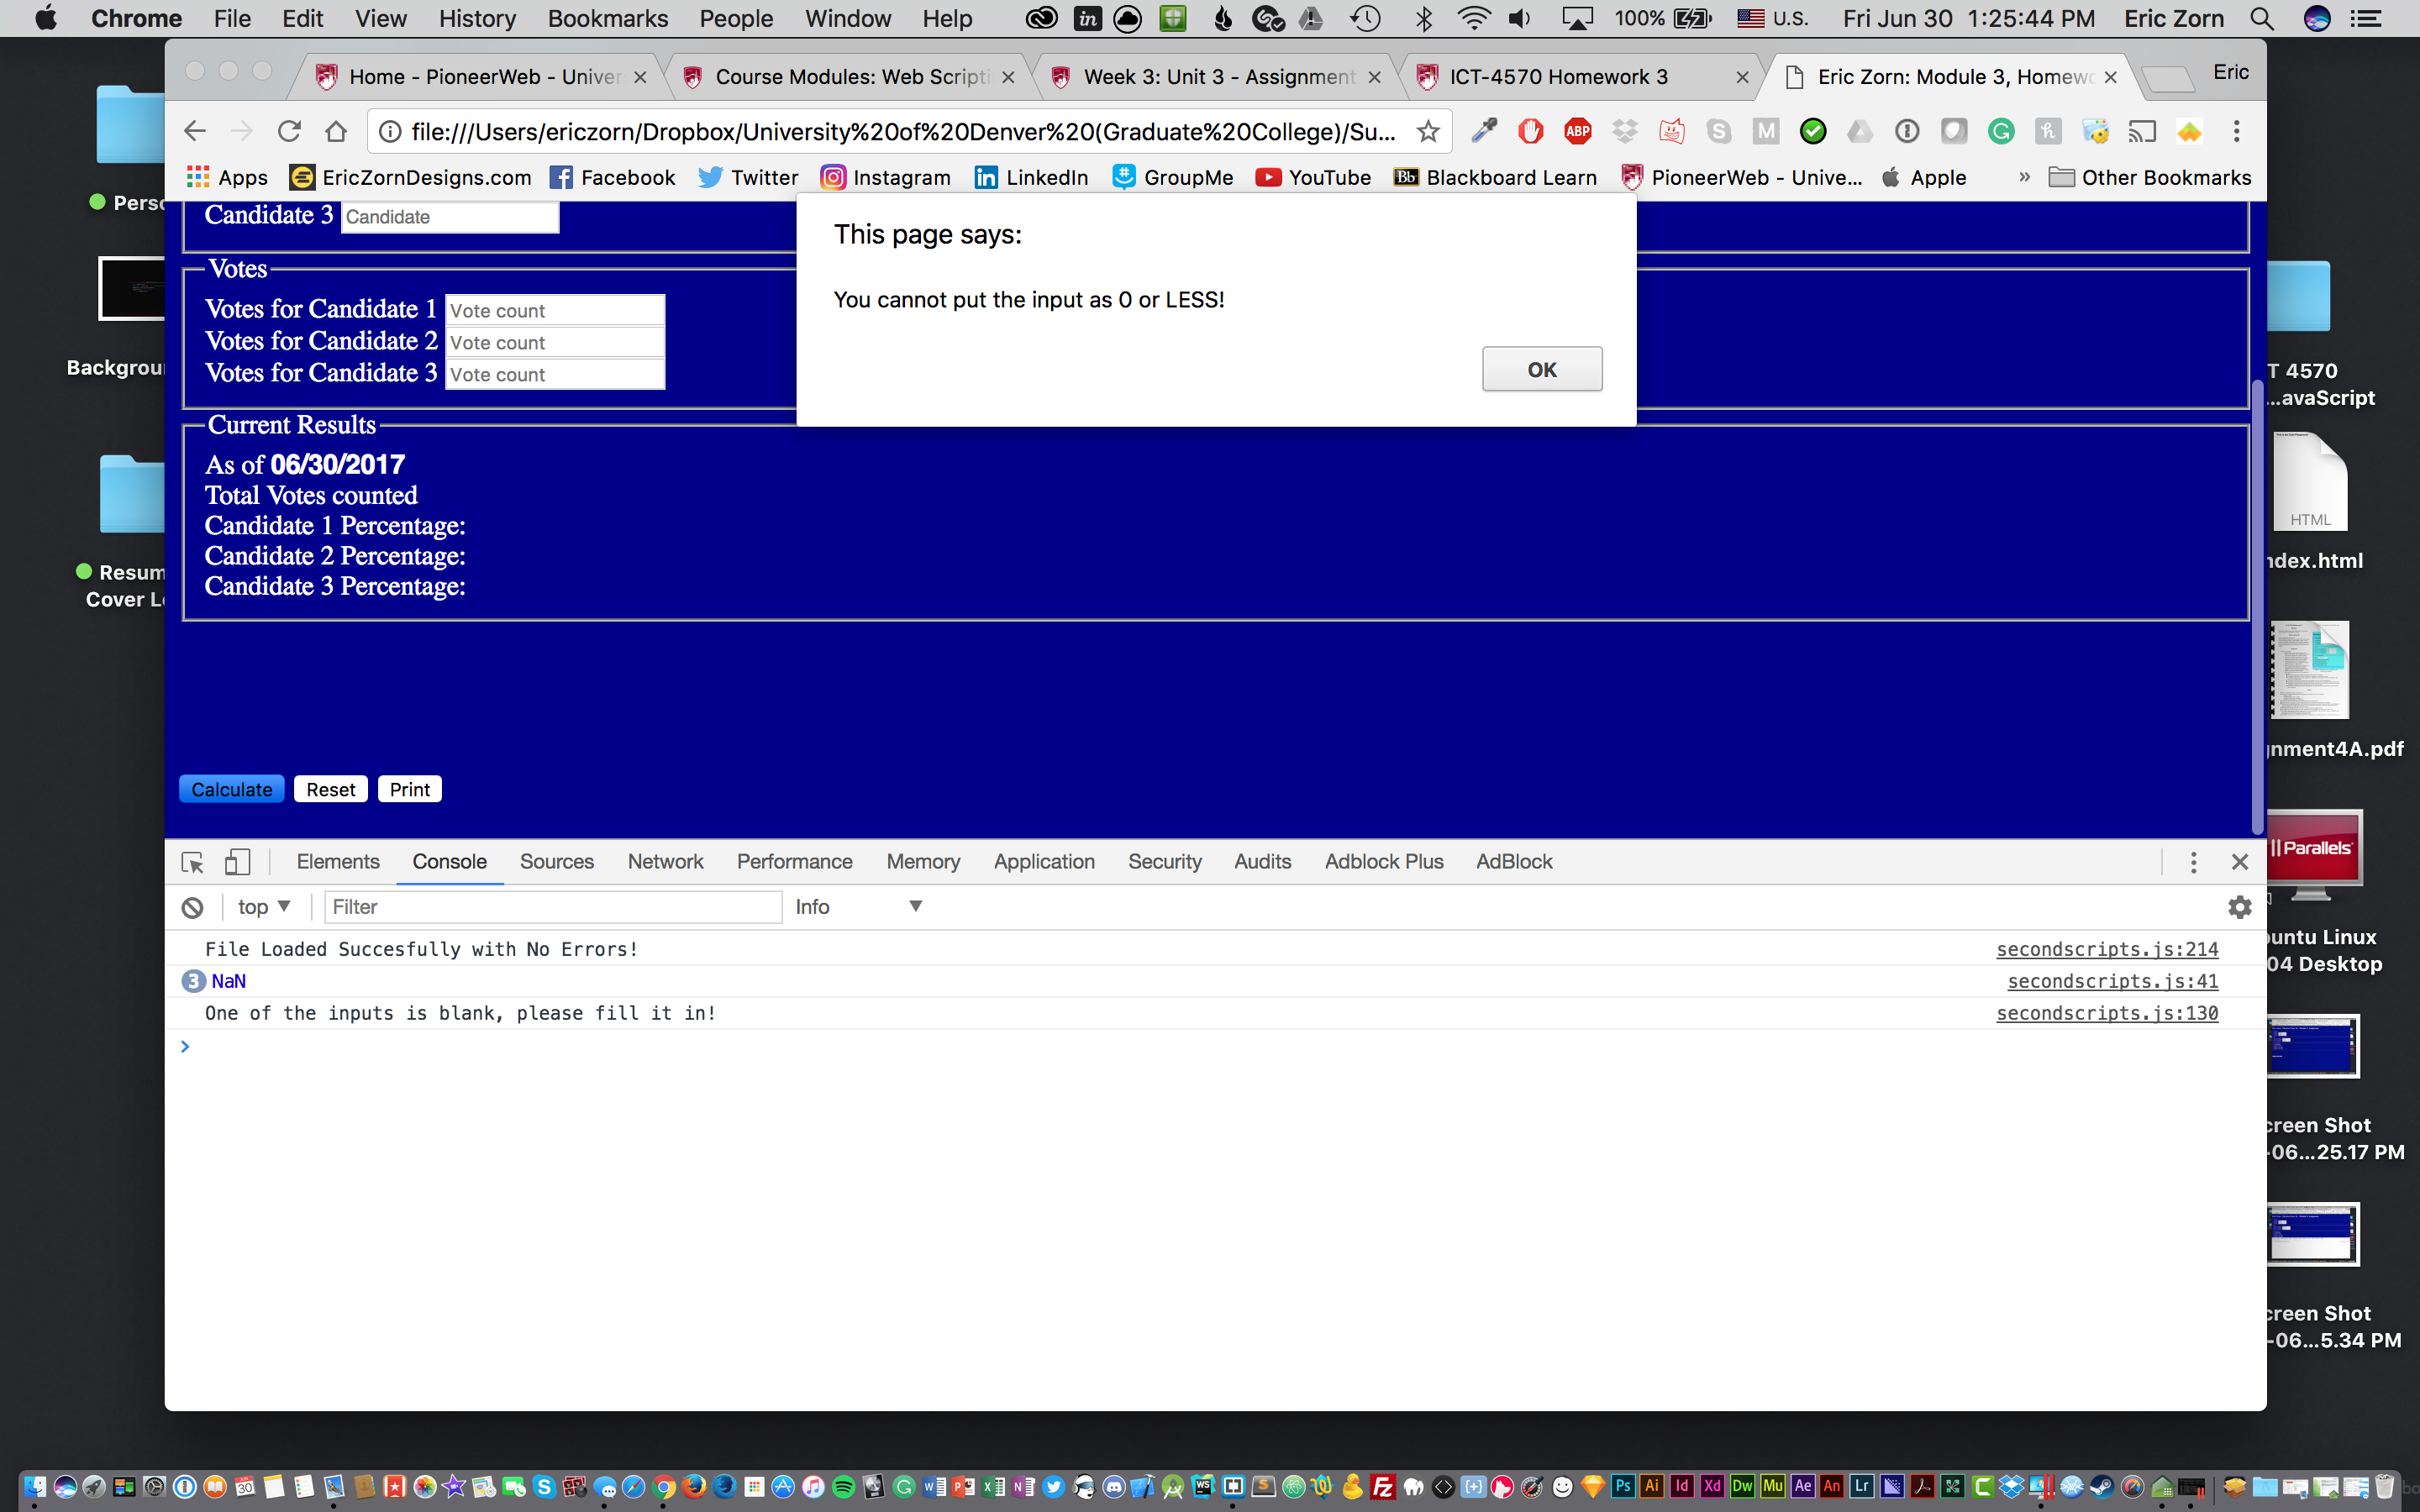 Chrome File Edit View History Bookmarks People Window Help 100% U.S. Fri Jun 30 1:25:44 PM Eric Zorn
Home - PioneerWeb - Univer Course Modules: Web Scripti Week 3: Unit 3 - Assignment ICT-4570 Homework 3 Eric Zorn: Module 3, Homewo Eric
file:///Users/ericzorn/Dropbox/University%20of%20Denver%20(Graduate%20College)/Su...
Apps EricZornDesigns.com Facebook Twitter Instagram LinkedIn GroupMe YouTube Blackboard Learn PioneerWeb - Unive... Apple » Other Bookmarks
Candidate 3 Candidate
This page says:
You cannot put the input as 0 or LESS!
OK
Votes
Votes for Candidate 1 Vote count
Votes for Candidate 2 Vote count
Votes for Candidate 3 Vote count
Current Results
As of 06/30/2017
Total Votes counted
Candidate 1 Percentage:
Candidate 2 Percentage:
Candidate 3 Percentage:
Calculate Reset Print
Elements Console Sources Network Performance Memory Application Security Audits Adblock Plus AdBlock
top Filter Info
File Loaded Succesfully with No Errors! secondscripts.js:214
3 NaN secondscripts.js:41
One of the inputs is blank, please fill it in! secondscripts.js:130
Perso
Backgroun
Resum
Cover Le
T 4570
...avaScript
HTML
ndex.html
gnment4A.pdf
Parallels
buntu Linux
04 Desktop
creen Shot
-06...25.17 PM
creen Shot
-06...5.34 PM